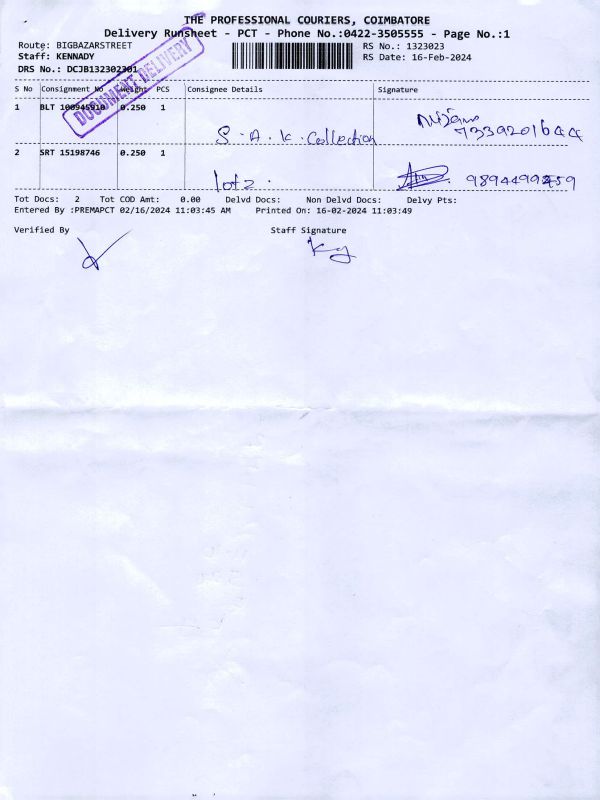 THE PROFESSIONAL COURIERS, COIMBATORE
Delivery Runsheet - PCT - Phone No.:0422-3505555 - Page No.:1
Route: BIGBAZARSTREET RS No.: 1323023
Staff: KENNADY RS Date: 16-Feb-2024
DRS No.: DCJB132302301
DOCUMENT DELIVERY
S No Consignment No Weight PCS Consignee Details Signature
1 BLT 100945910 0.250 1
S.A.K. Collection 7339201644
2 SRT 15198746 0.250 1
1 of 2.
Tot Docs: 2 Tot COD Amt: 0.00 Delvd Docs: Non Delvd Docs: Delvy Pts:
Entered By :PREMAPCT 02/16/2024 11:03:45 AM Printed On: 16-02-2024 11:03:49
Verified By Staff Signature